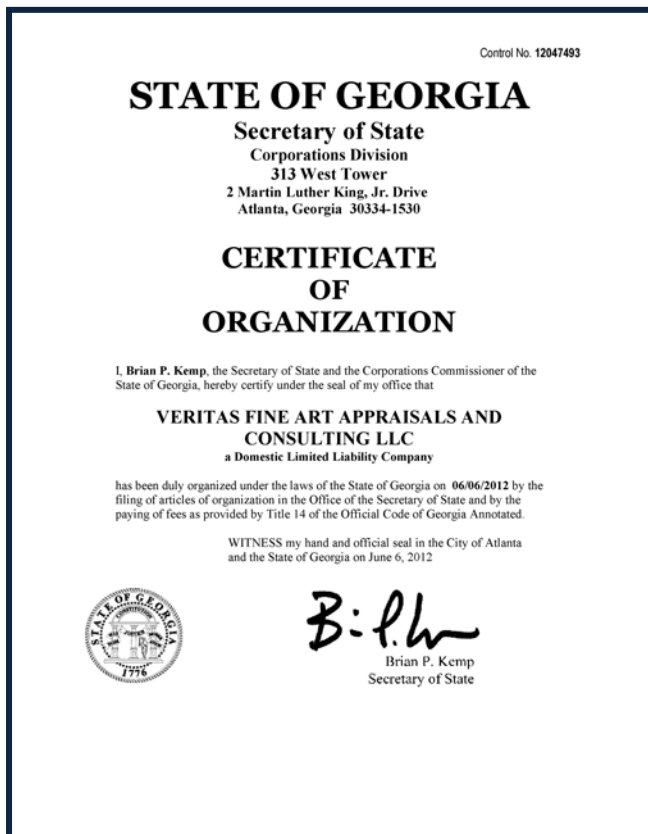 Control No. 12047493
STATE OF GEORGIA
Secretary of State
Corporations Division
313 West Tower
2 Martin Luther King, Jr. Drive
Atlanta, Georgia 30334-1530
CERTIFICATE
OF
ORGANIZATION
I, Brian P. Kemp, the Secretary of State and the Corporations Commissioner of the
State of Georgia, hereby certify under the seal of my office that
VERITAS FINE ART APPRAISALS AND
CONSULTING LLC
a Domestic Limited Liability Company
has been duly organized under the laws of the State of Georgia on 06/06/2012 by the
filing of articles of organization in the Office of the Secretary of State and by the
paying of fees as provided by Title 14 of the Official Code of Georgia Annotated.
WITNESS my hand and official seal in the City of Atlanta
and the State of Georgia on June 6, 2012
STATE OF GEORGIA
CONSTITUTION
1776
Brian P. Kemp
Secretary of State